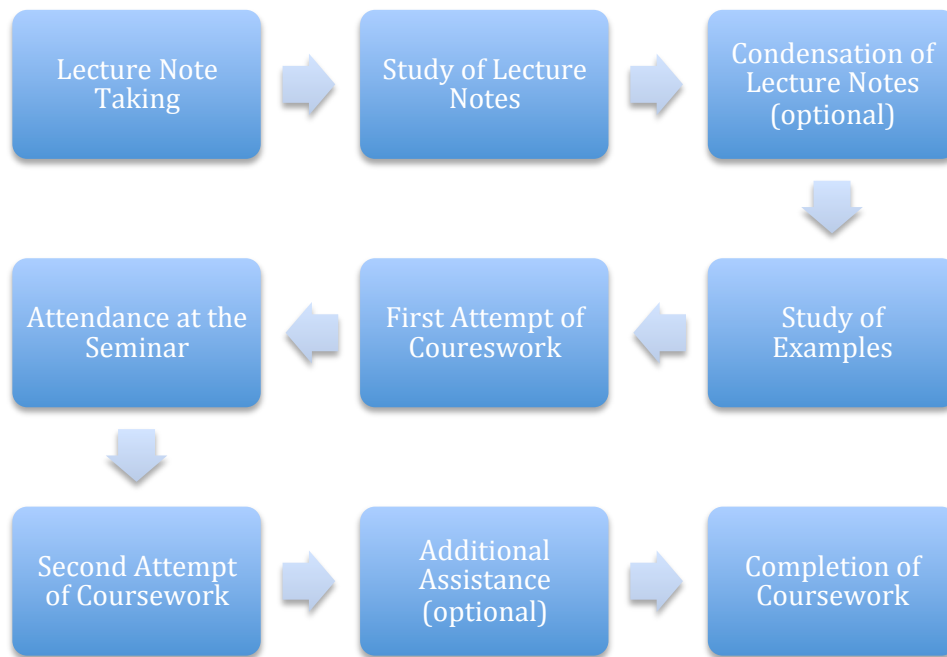 Lecture Note
Taking
Study of Lecture
Notes
Condensation of
Lecture Notes
(optional)
Study of
Examples
First Attempt of
Coureswork
Attendance at the
Seminar
Second Attempt
of Coursework
Additional
Assistance
(optional)
Completion of
Coursework